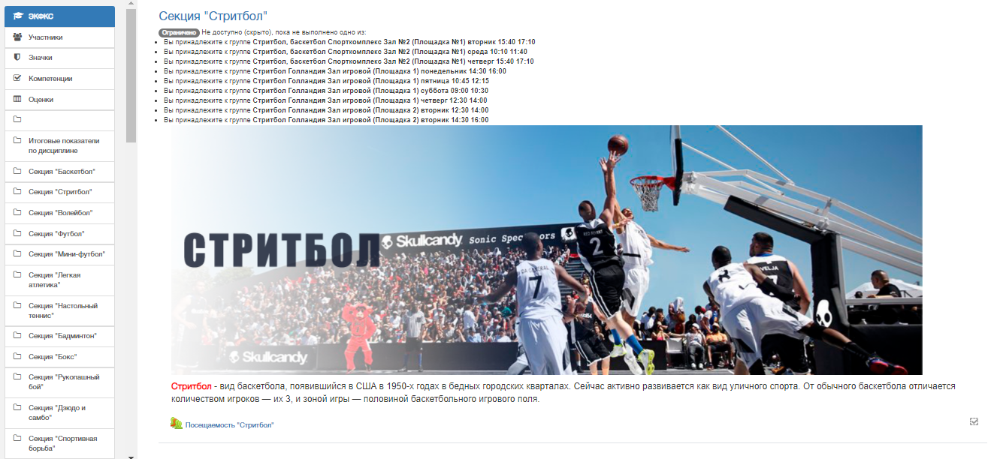 ЭКФКС
Участники
Значки
Компетенции
Оценки
Итоговые показатели
по дисциплине
Секция "Баскетбол"
Секция "Стритбол"
Секция "Волейбол"
Секция "Футбол"
Секция "Мини-футбол"
Секция "Легкая
атлетика"
Секция "Настольный
теннис"
Секция "Бадминтон"
Секция "Бокс"
Секция "Рукопашный
бой"
Секция "Дзюдо и
самбо"
Секция "Спортивная
борьба"
Секция "Стритбол"
Ограничено Не доступно (скрыто), пока не выполнено одно из:
Вы принадлежите к группе Стритбол, баскетбол Спорткомплекс Зал №2 (Площадка №1) вторник 15:40 17:10
Вы принадлежите к группе Стритбол, баскетбол Спорткомплекс Зал №2 (Площадка №1) среда 10:10 11:40
Вы принадлежите к группе Стритбол, баскетбол Спорткомплекс Зал №2 (Площадка №1) четверг 15:40 17:10
Вы принадлежите к группе Стритбол Голландия Зал игровой (Площадка 1) понедельник 14:30 16:00
Вы принадлежите к группе Стритбол Голландия Зал игровой (Площадка 1) пятница 10:45 12:15
Вы принадлежите к группе Стритбол Голландия Зал игровой (Площадка 1) суббота 09:00 10:30
Вы принадлежите к группе Стритбол Голландия Зал игровой (Площадка 1) четверг 12:30 14:00
Вы принадлежите к группе Стритбол Голландия Зал игровой (Площадка 2) вторник 12:30 14:00
Вы принадлежите к группе Стритбол Голландия Зал игровой (Площадка 2) вторник 14:30 16:00
СТРИТБОЛ
Skullcandy Sonic
2
7
VELJA
Skullcandy
Стритбол - вид баскетбола, появившийся в США в 1950-х годах в бедных городских кварталах. Сейчас активно развивается как вид уличного спорта. От обычного баскетбола отличается
количеством игроков — их 3, и зоной игры — половиной баскетбольного игрового поля.
Посещаемость "Стритбол"